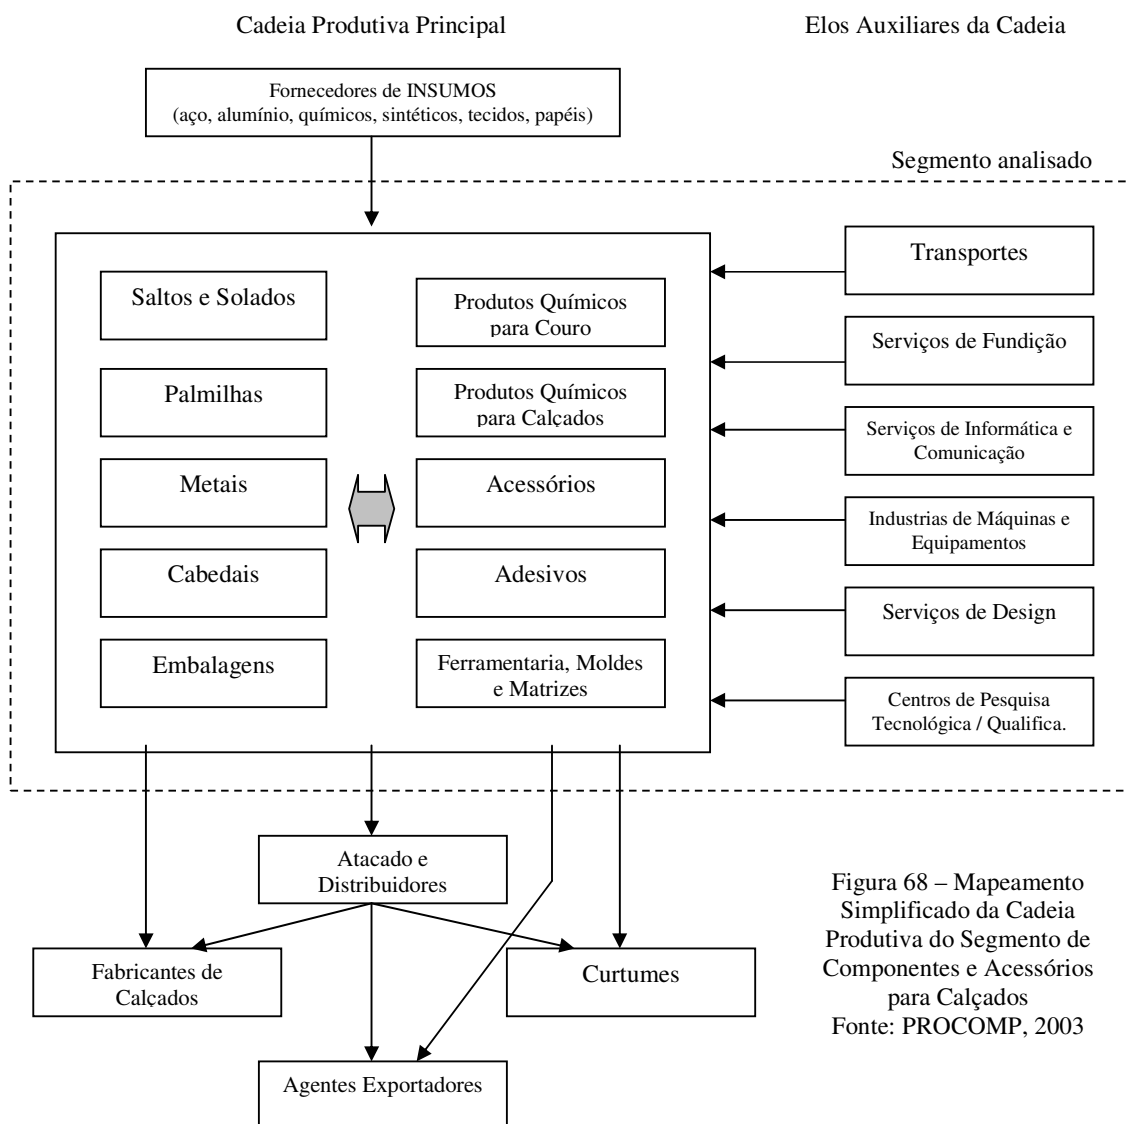 Cadeia Produtiva Principal
Elos Auxiliares da Cadeia
Fornecedores de INSUMOS
(aço, alumínio, químicos, sintéticos, tecidos, papéis)
Segmento analisado
Saltos e Solados
Produtos Químicos
para Couro
Transportes
Palmilhas
Produtos Químicos
para Calçados
Serviços de Fundição
Metais
Acessórios
Serviços de Informática e
Comunicação
Cabedais
Adesivos
Industrias de Máquinas e
Equipamentos
Embalagens
Ferramentaria, Moldes
e Matrizes
Serviços de Design
Centros de Pesquisa
Tecnológica / Qualifica.
Atacado e
Distribuidores
Fabricantes de
Calçados
Curtumes
Agentes Exportadores
Figura 68 – Mapeamento
Simplificado da Cadeia
Produtiva do Segmento de
Componentes e Acessórios
para Calçados
Fonte: PROCOMP, 2003